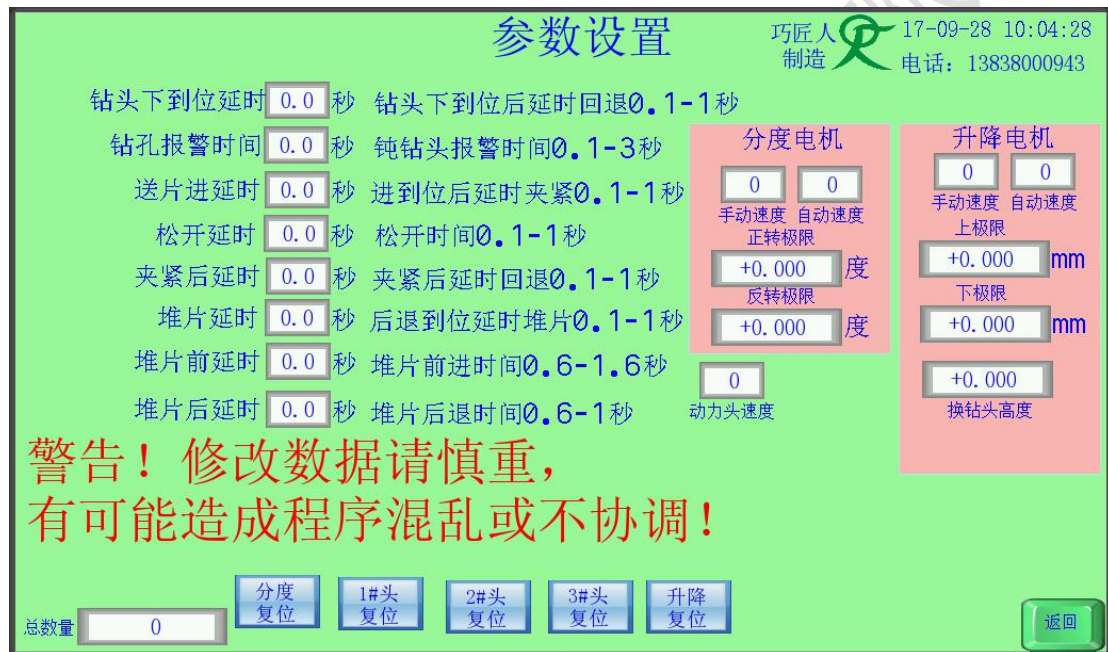 参数设置
巧匠人
制造
17-09-28 10:04:28
电话: 13838000943
钻头下到位延时 0.0 秒 钻头下到位后延时回退0.1-1秒
钻孔报警时间 0.0 秒 钝钻头报警时间0.1-3秒
送片进延时 0.0 秒 进到位后延时夹紧0.1-1秒
松开延时 0.0 秒 松开时间0.1-1秒
夹紧后延时 0.0 秒 夹紧后延时回退0.1-1秒
堆片延时 0.0 秒 后退到位延时堆片0.1-1秒
堆片前延时 0.0 秒 堆片前进时间0.6-1.6秒
堆片后延时 0.0 秒 堆片后退时间0.6-1秒
分度电机
0 0
手动速度 自动速度
正转极限
+0.000 度
反转极限
+0.000 度
0
动力头速度
升降电机
0 0
手动速度 自动速度
上极限
+0.000 mm
下极限
+0.000 mm
+0.000
换钻头高度
警告！修改数据请慎重，
有可能造成程序混乱或不协调！
总数量 0
分度
复位
1#头
复位
2#头
复位
3#头
复位
升降
复位
返回